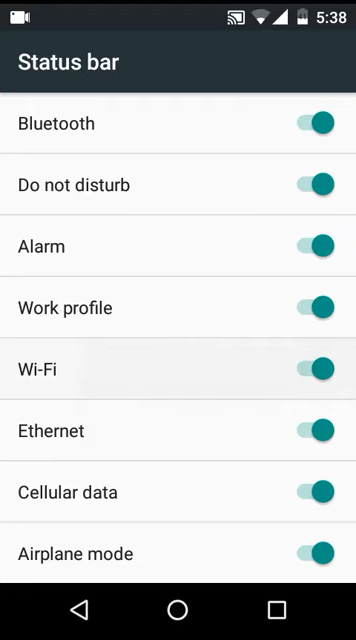 5:38
Status bar
Bluetooth
Do not disturb
Alarm
Work profile
Wi-Fi
Ethernet
Cellular data
Airplane mode